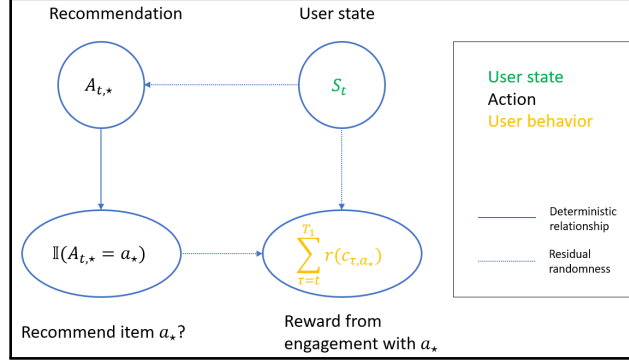 Recommendation
User state
A_{t,⋆}
S_t
User state
Action
User behavior
𝕀(A_{t,⋆} = a_⋆)
\sum_{τ=t}^{T_1} r(c_{τ,a_⋆})
Deterministic
relationship
Residual
randomness
Recommend item a_⋆?
Reward from
engagement with a_⋆